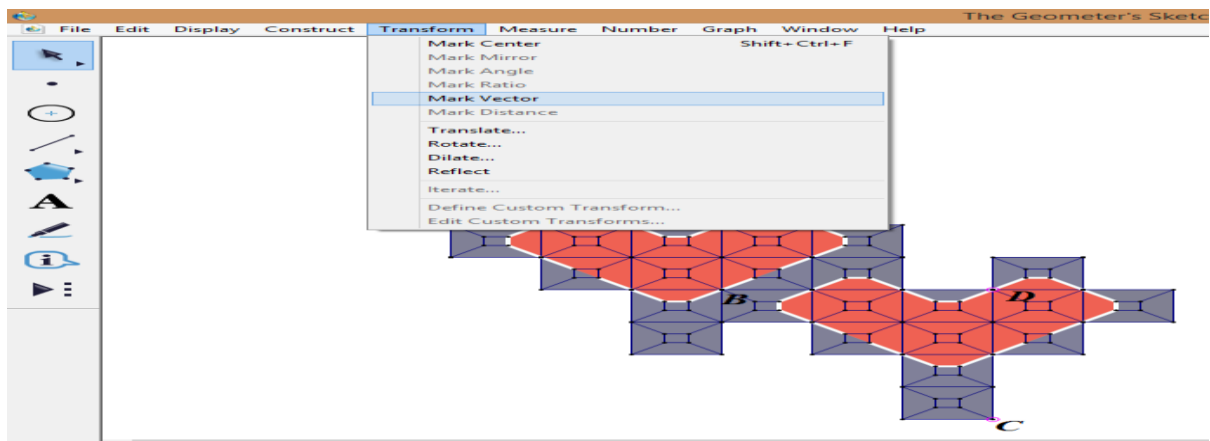 The Geometer's Sketc
File Edit Display Construct Transform Measure Number Graph Window Help
Mark Center Shift+Ctrl+F
Mark Mirror
Mark Angle
Mark Ratio
Mark Vector
Mark Distance
Translate...
Rotate...
Dilate...
Reflect
Iterate...
Define Custom Transform...
Edit Custom Transforms...
A
B
D
C